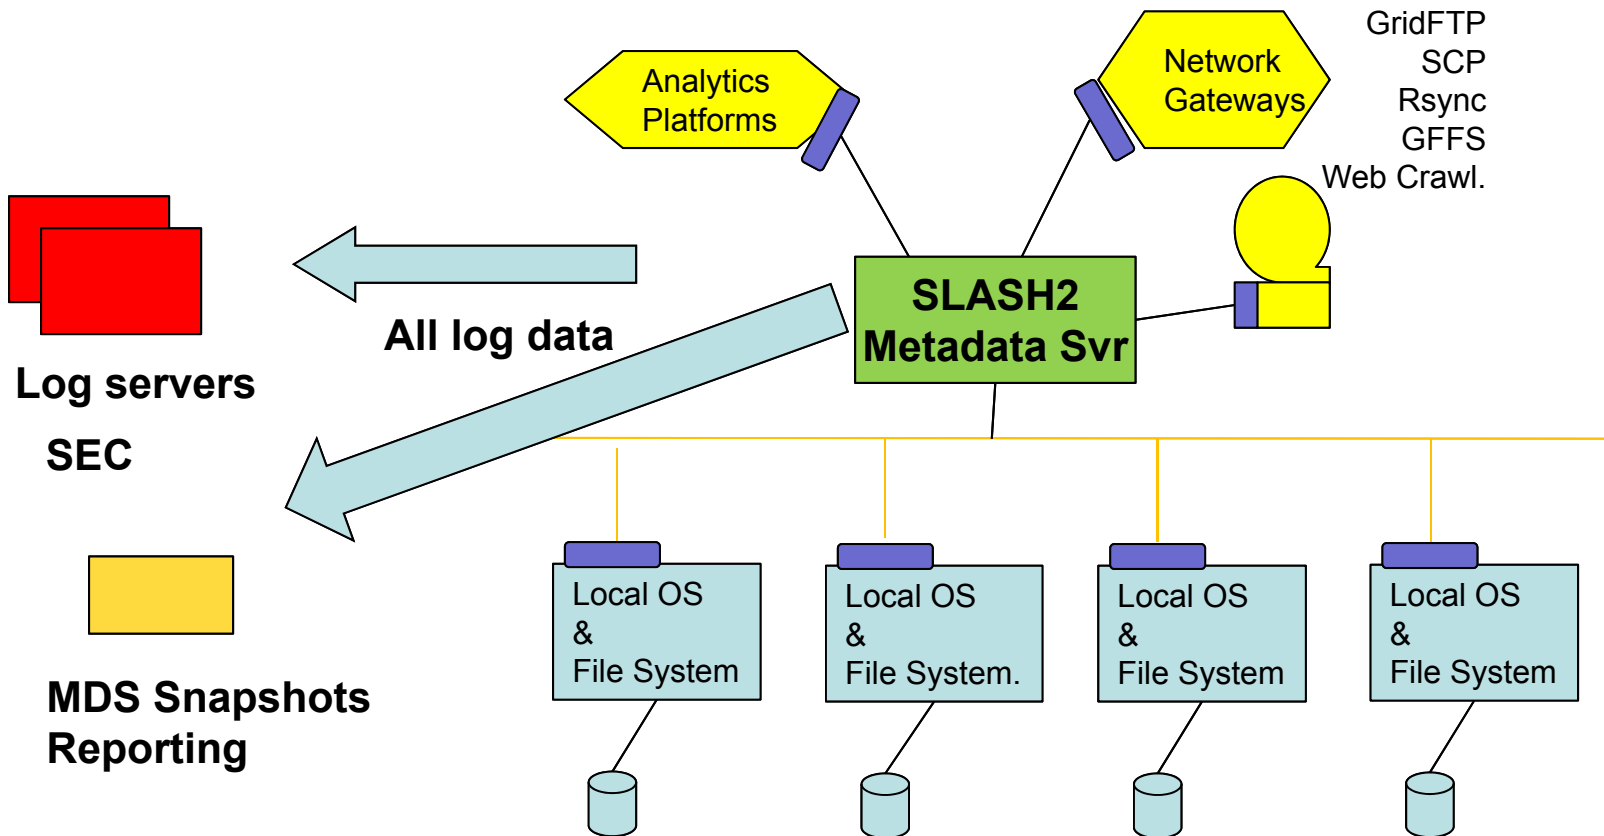 GridFTP
SCP
Rsync
GFFS
Web Crawl.
Analytics
Platforms
Network
Gateways
SLASH2
Metadata Svr
All log data
Log servers
SEC
MDS Snapshots
Reporting
Local OS
&
File System
Local OS
&
File System.
Local OS
&
File System
Local OS
&
File System